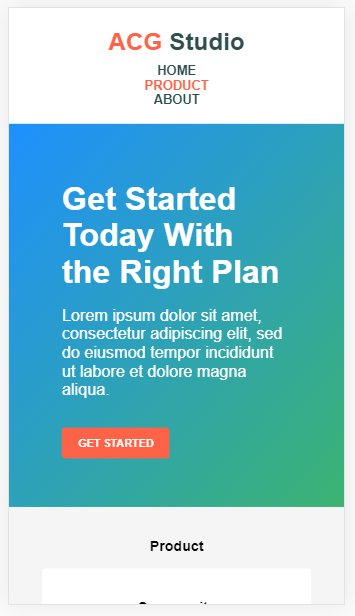 ACG Studio
HOME
PRODUCT
ABOUT
Get Started
Today With
the Right Plan
Lorem ipsum dolor sit amet,
consectetur adipiscing elit, sed
do eiusmod tempor incididunt
ut labore et dolore magna
aliqua.
GET STARTED
Product